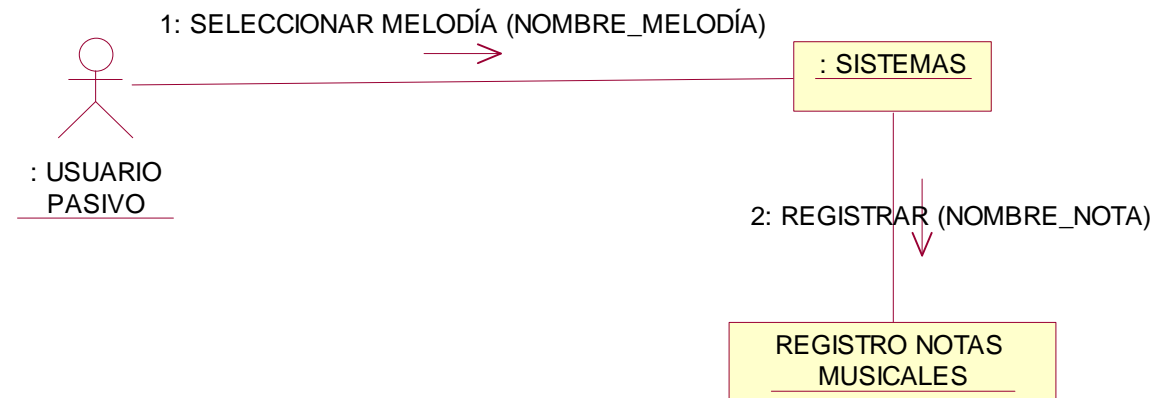 1: SELECCIONAR MELODÍA (NOMBRE_MELODÍA)
: SISTEMAS
: USUARIO
PASIVO
2: REGISTRAR (NOMBRE_NOTA)
REGISTRO NOTAS
MUSICALES